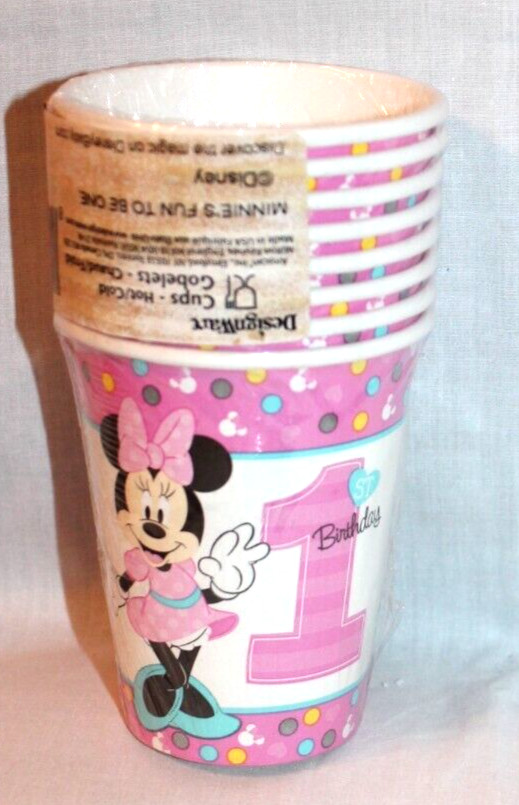 DesignWare
Cups - Hot/Cold
Gobelets - Chaud/Froid
MINNIE'S FUN TO BE ONE
©Disney
Discover the magic on DisneyBaby.com
1
ST
Birthday